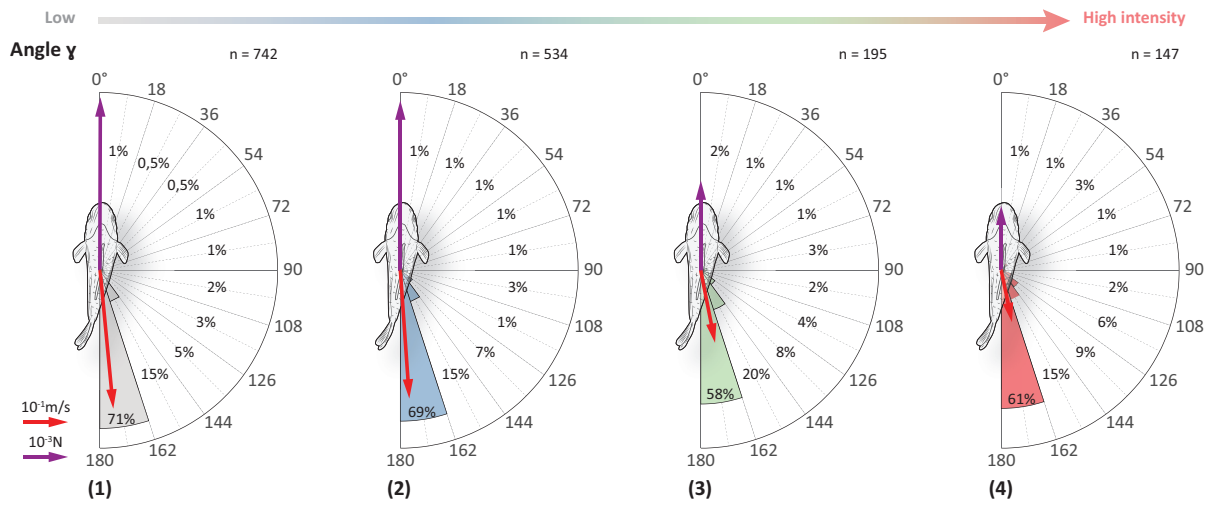 Low
High intensity
Angle ɣ
n = 742
n = 534
n = 195
n = 147
0° 18 36 54 72 90 108 126 144 162 180
1% 0,5% 0,5% 1% 1% 2% 3% 5% 15% 71%
0° 18 36 54 72 90 108 126 144 162 180
1% 1% 1% 1% 1% 3% 1% 7% 15% 69%
0° 18 36 54 72 90 108 126 144 162 180
2% 1% 1% 1% 3% 2% 4% 8% 20% 58%
0° 18 36 54 72 90 108 126 144 162 180
1% 1% 3% 1% 1% 2% 6% 9% 15% 61%
10⁻¹m/s
10⁻³N
(1)
(2)
(3)
(4)